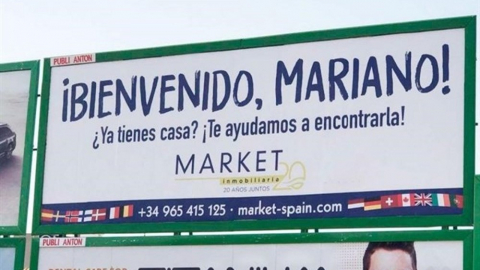 PUBLI ANTON
¡BIENVENIDO, MARIANO!
¿Ya tienes casa? ¡Te ayudamos a encontrarla!
MARKET
inmobiliaria
20
20 AÑOS JUNTOS
+34 965 415 125 · market-spain.com
PUBLI ANTON